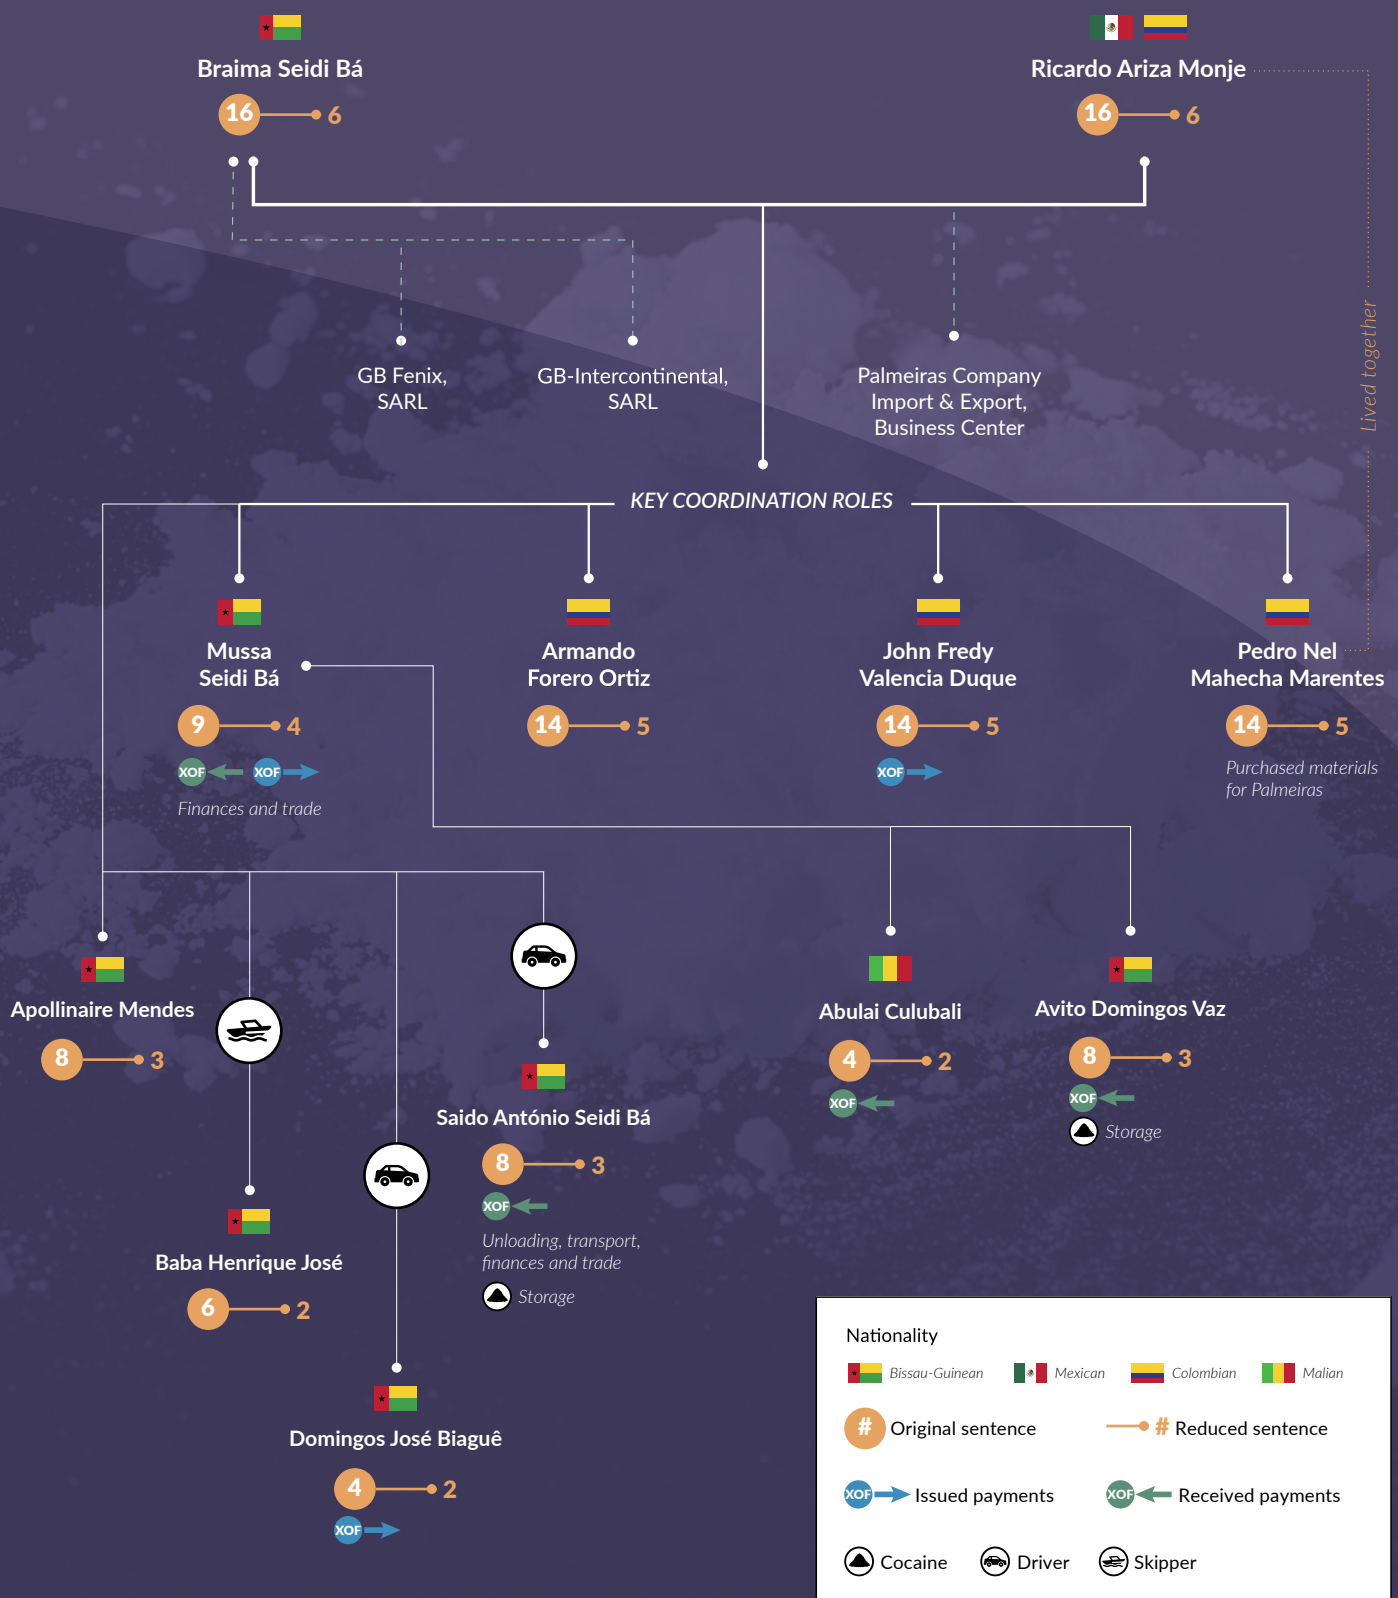 Braima Seidi Bá
16 6
Ricardo Ariza Monje
16 6
Lived together
GB Fenix,
SARL
GB-Intercontinental,
SARL
Palmeiras Company
Import & Export,
Business Center
KEY COORDINATION ROLES
Mussa
Seidi Bá
9 4
XOF XOF
Finances and trade
Armando
Forero Ortiz
14 5
John Fredy
Valencia Duque
14 5
XOF
Pedro Nel
Mahecha Marentes
14 5
Purchased materials
for Palmeiras
Apollinaire Mendes
8 3
Baba Henrique José
6 2
Domingos José Biaguê
4 2
XOF
Saido António Seidi Bá
8 3
XOF
Unloading, transport,
finances and trade
Storage
Abulai Culubali
4 2
XOF
Avito Domingos Vaz
8 3
XOF
Storage
Nationality
Bissau-Guinean Mexican Colombian Malian
# Original sentence # Reduced sentence
XOF Issued payments XOF Received payments
Cocaine Driver Skipper